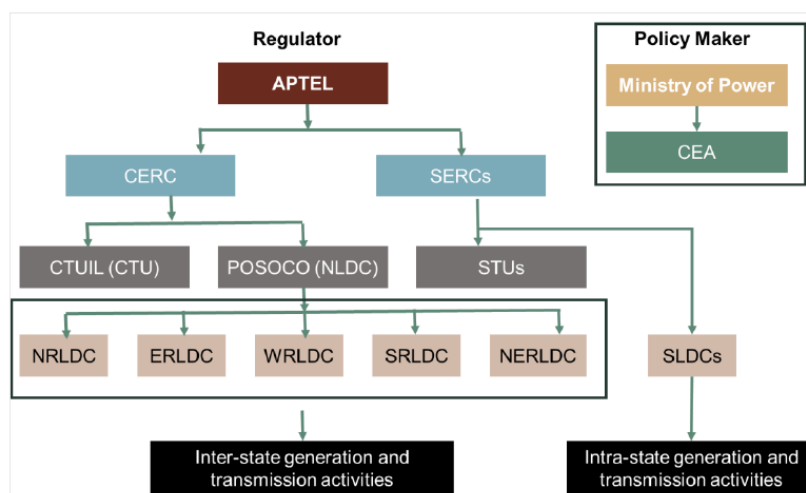 Regulator
Policy Maker
APTEL
Ministry of Power
CEA
CERC
SERCs
CTUIL (CTU)
POSOCO (NLDC)
STUs
NRLDC
ERLDC
WRLDC
SRLDC
NERLDC
SLDCs
Inter-state generation and
transmission activities
Intra-state generation and
transmission activities